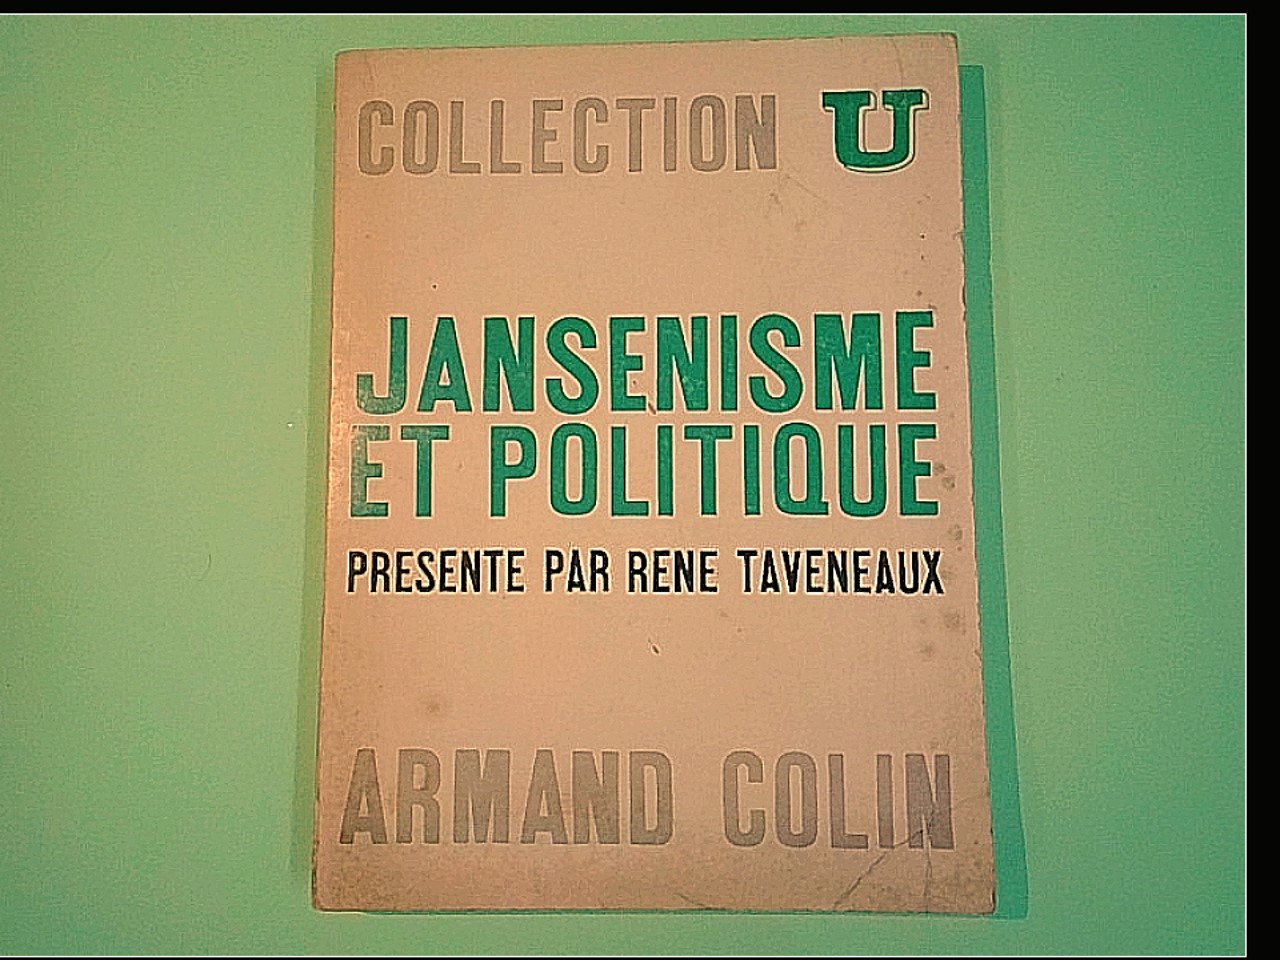 COLLECTION U
JANSENISME
ET POLITIQUE
PRESENTE PAR RENE TAVENEAUX
ARMAND COLIN